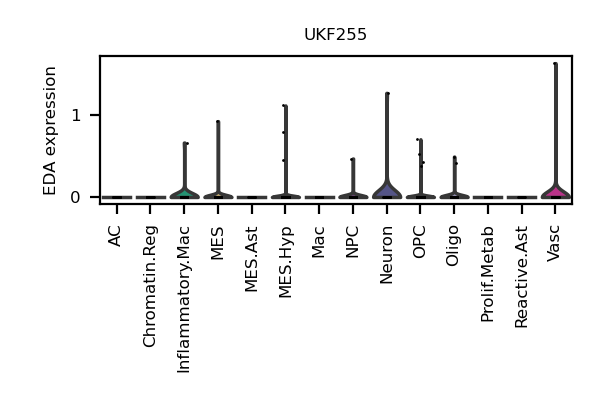 UKF255
EDA expression
1
0
AC
Chromatin.Reg
Inflammatory.Mac
MES
MES.Ast
MES.Hyp
Mac
NPC
Neuron
OPC
Oligo
Prolif.Metab
Reactive.Ast
Vasc